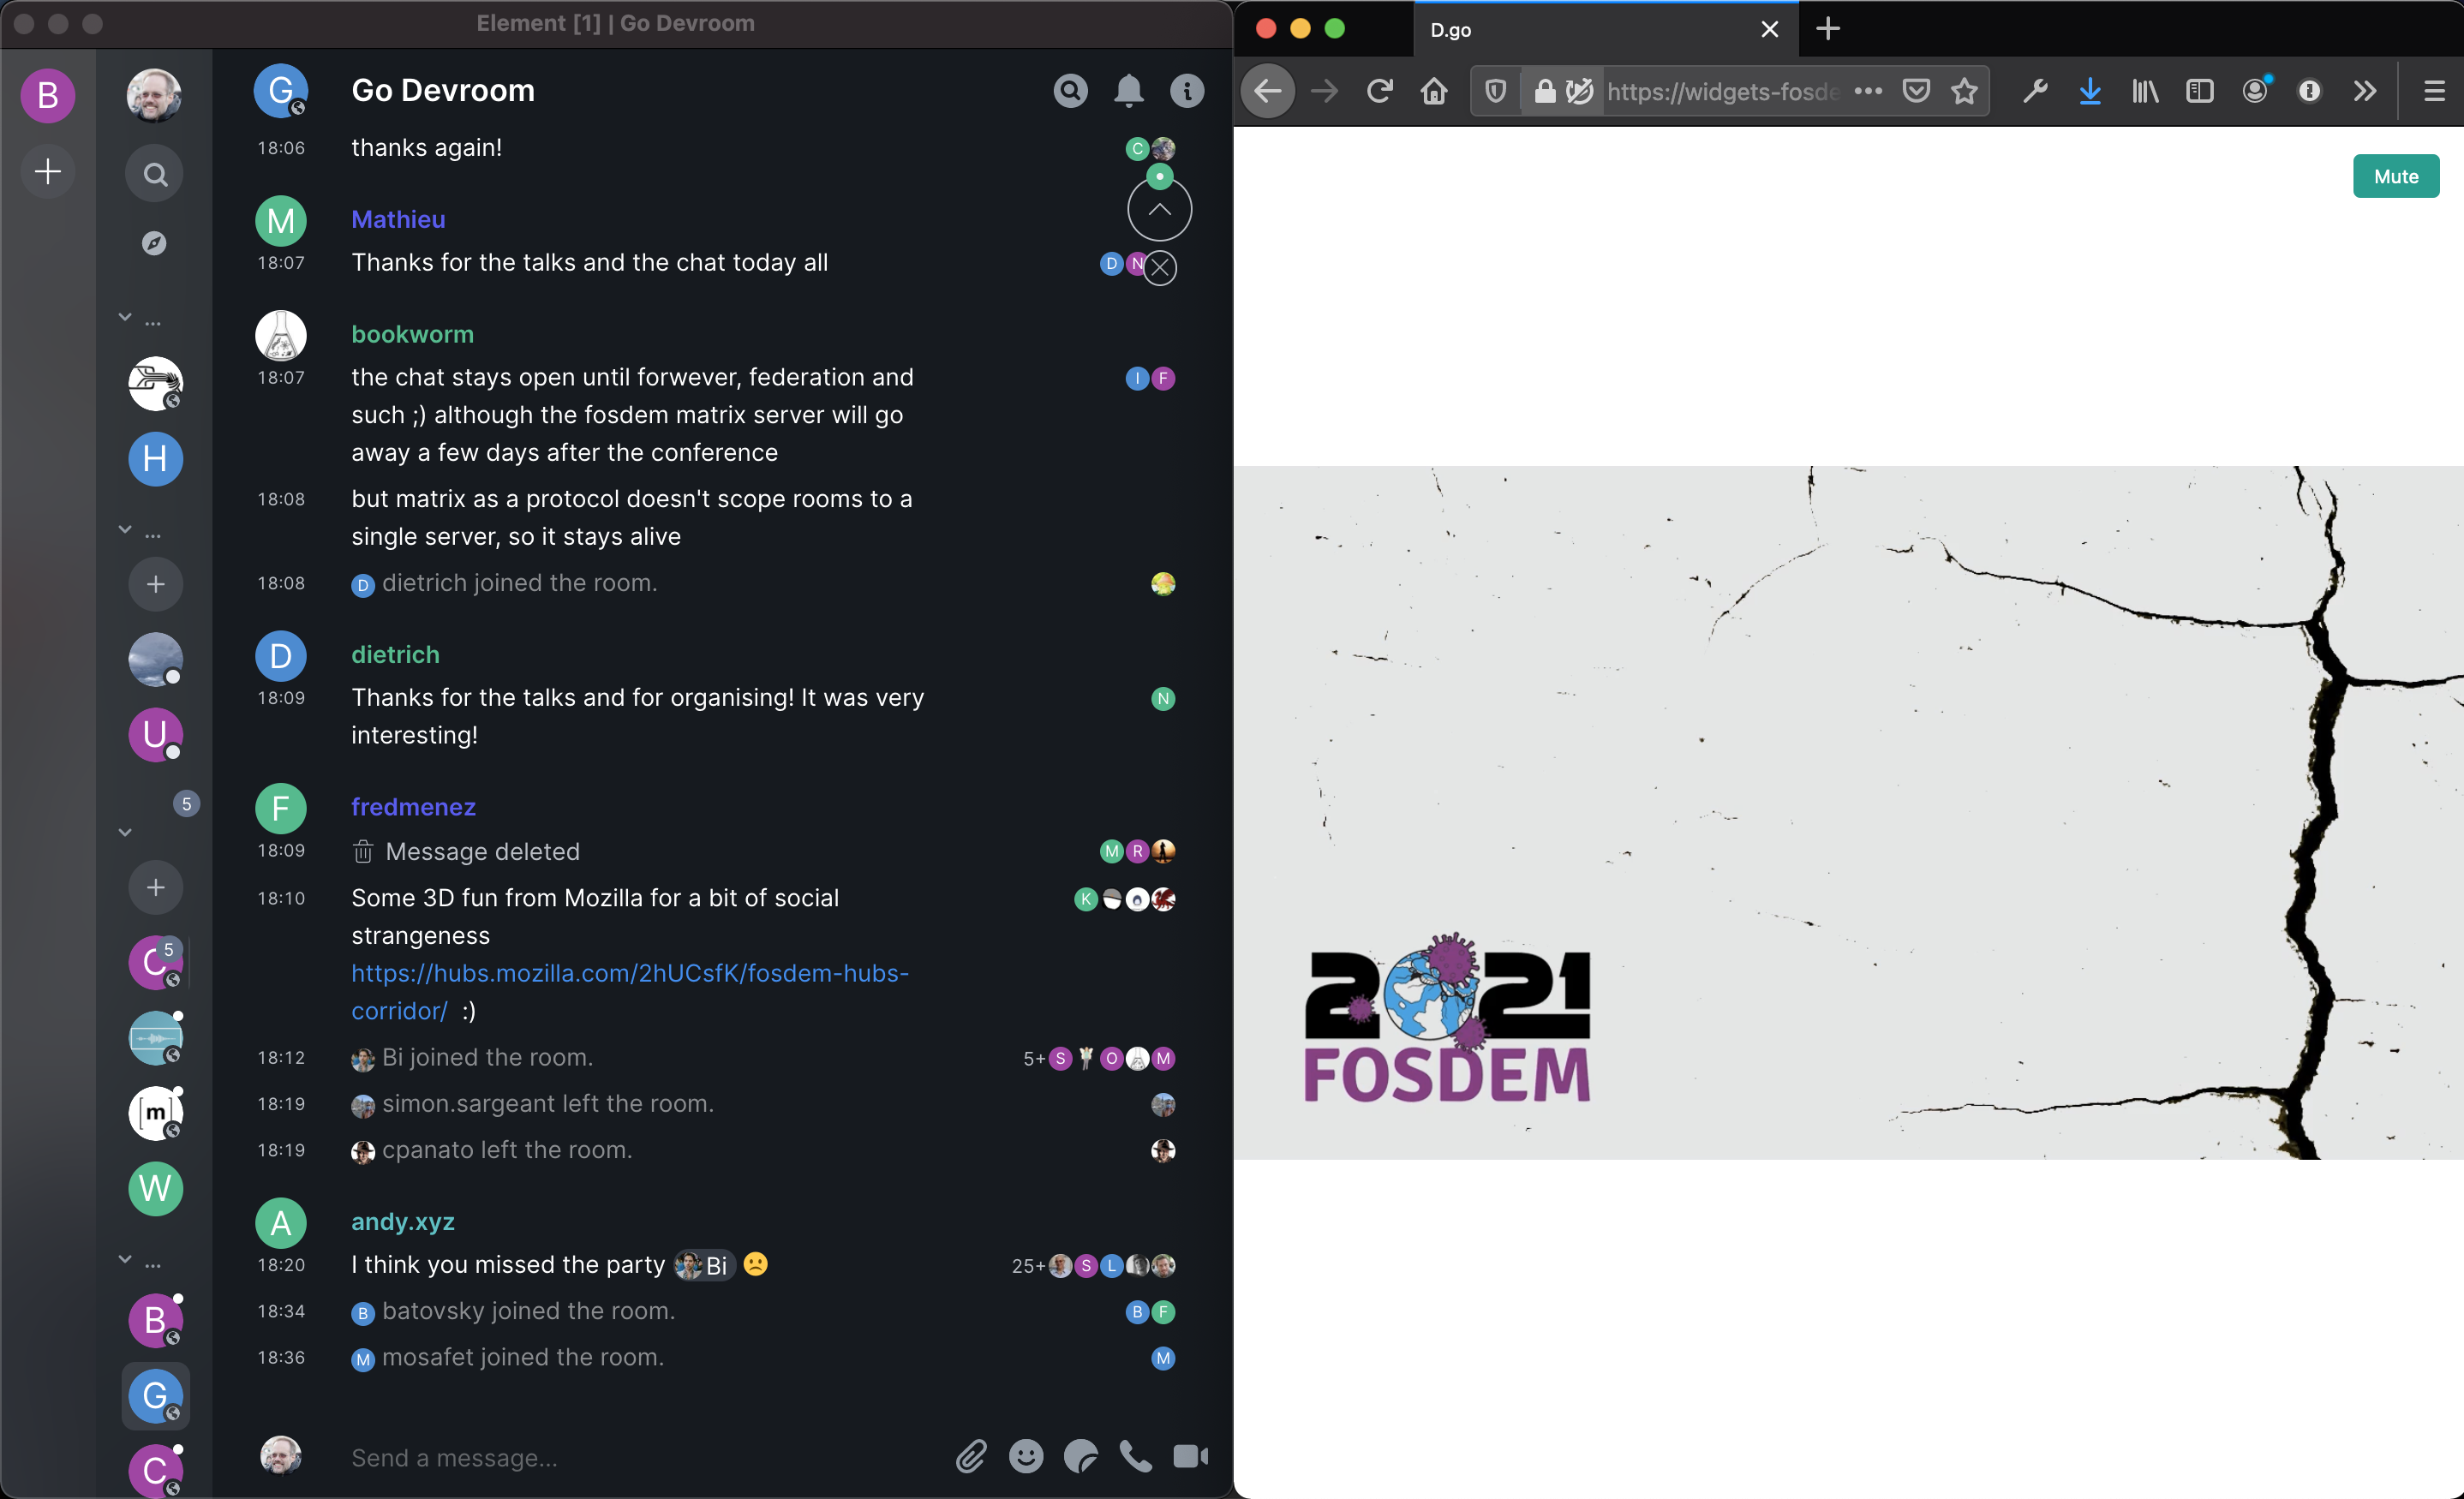 Element [1] | Go Devroom
B
G
Go Devroom
18:06 thanks again!
C
M
Mathieu
18:07 Thanks for the talks and the chat today all
D N
bookworm
18:07 the chat stays open until forwever, federation and
I F
such ;) although the fosdem matrix server will go
away a few days after the conference
18:08 but matrix as a protocol doesn't scope rooms to a
single server, so it stays alive
18:08 D dietrich joined the room.
D
dietrich
18:09 Thanks for the talks and for organising! It was very
N
interesting!
F
fredmenez
18:09 Message deleted
M R
18:10 Some 3D fun from Mozilla for a bit of social
K
strangeness
https://hubs.mozilla.com/2hUCsfK/fosdem-hubs-
corridor/ :)
18:12 Bi joined the room.
5+ S O M
18:19 simon.sargeant left the room.
18:19 cpanato left the room.
A
andy.xyz
18:20 I think you missed the party Bi
25+ S L
18:34 B batovsky joined the room.
B F
18:36 M mosafet joined the room.
M
Send a message...
...
H
...
U
5
C 5
[m]
W
...
B
G
C
D.go
https://widgets-fosde
Mute
2021
FOSDEM